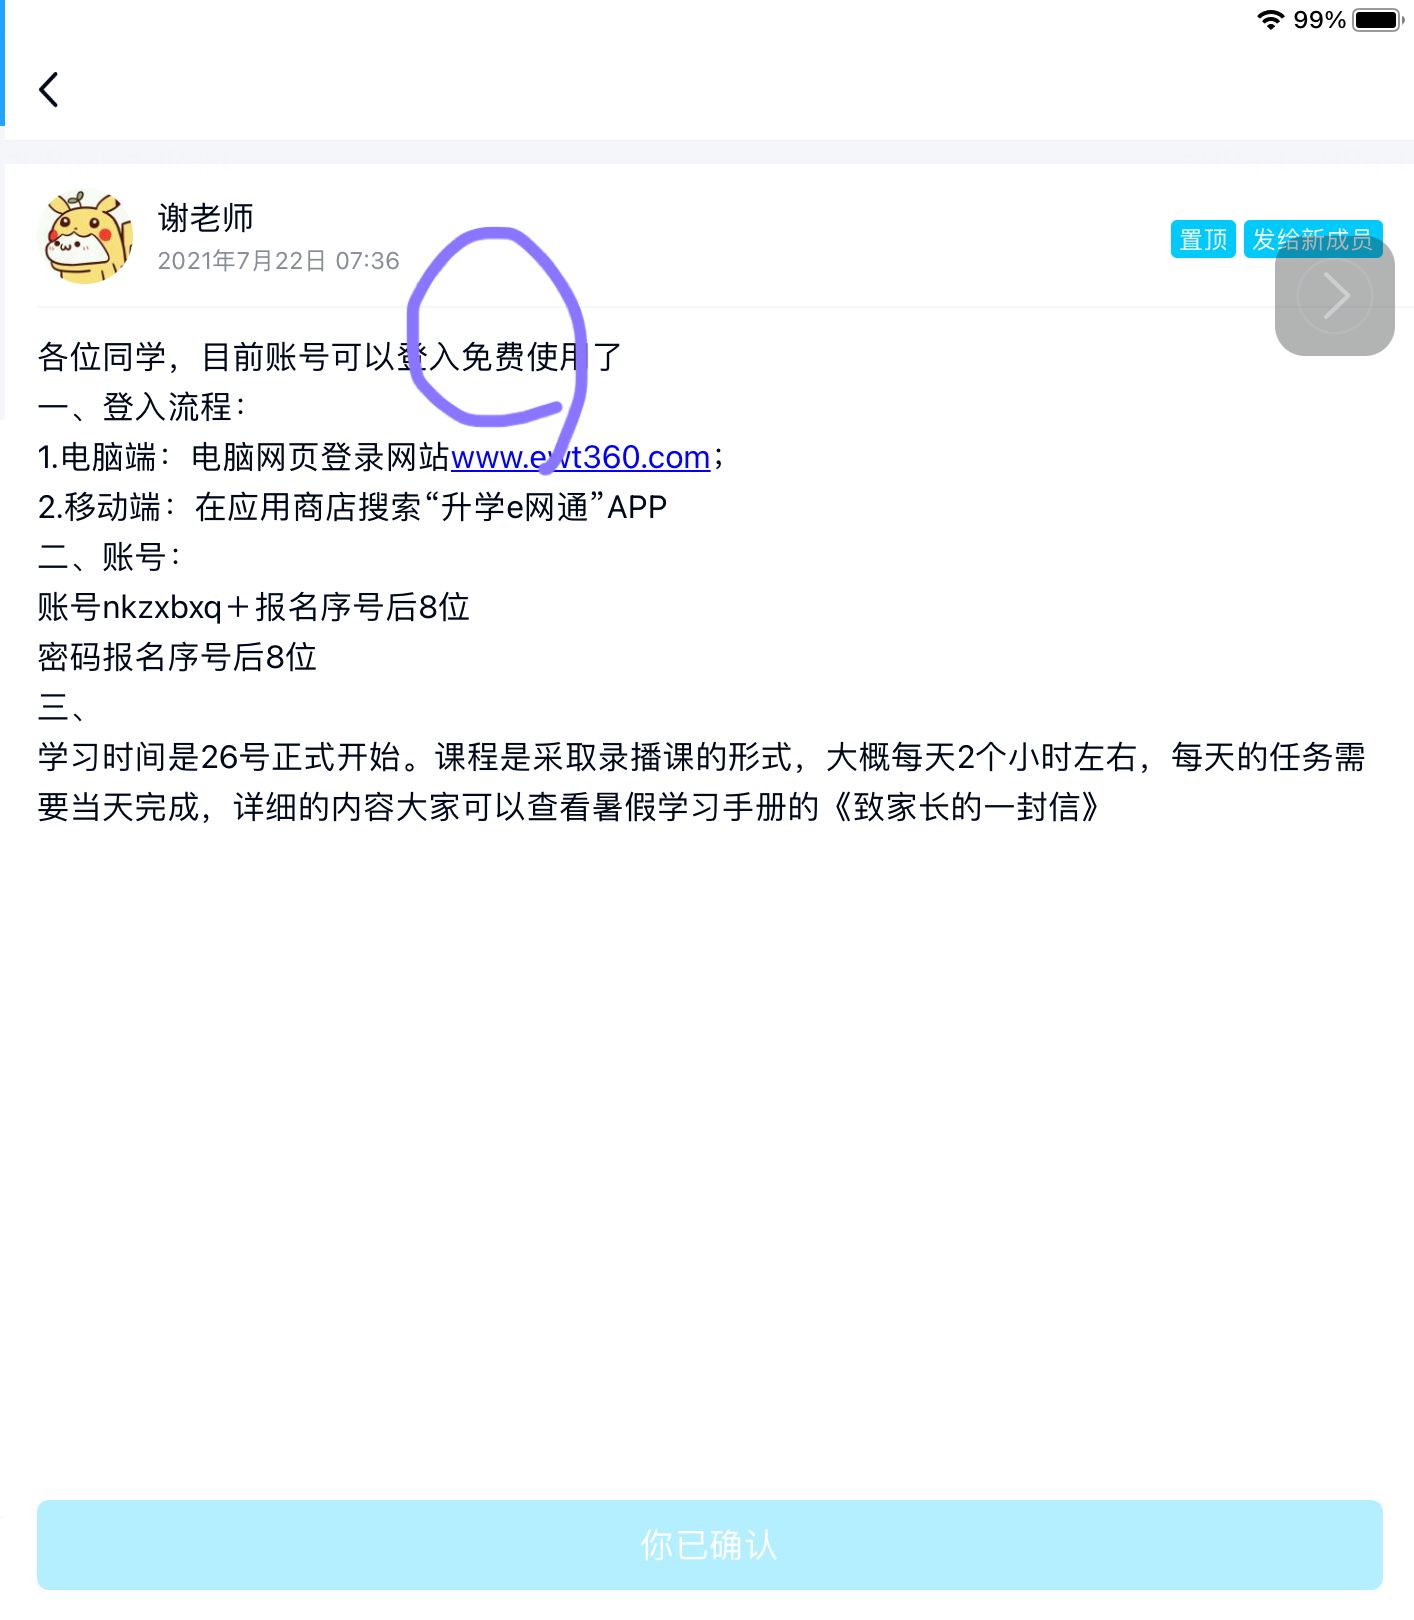 99%
谢老师
2021年7月22日 07:36
置顶 发给新成员
各位同学，目前账号可以登入免费使用了
一、登入流程：
1.电脑端：电脑网页登录网站www.ewt360.com；
2.移动端：在应用商店搜索“升学e网通”APP
二、账号：
账号nkzxbxq＋报名序号后8位
密码报名序号后8位
三、
学习时间是26号正式开始。课程是采取录播课的形式，大概每天2个小时左右，每天的任务需
要当天完成，详细的内容大家可以查看暑假学习手册的《致家长的一封信》
你已确认